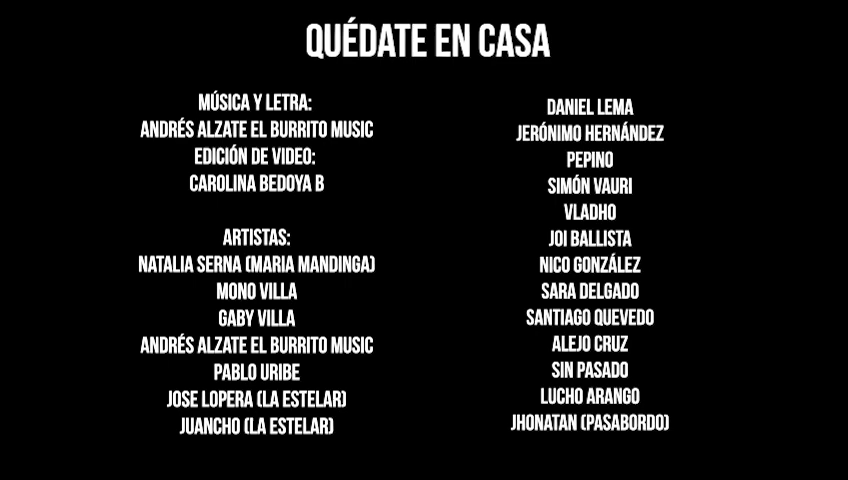 QUÉDATE EN CASA
MÚSICA Y LETRA:
ANDRÉS ALZATE EL BURRITO MUSIC
EDICIÓN DE VIDEO:
CAROLINA BEDOYA B
ARTISTAS:
NATALIA SERNA (MARIA MANDINGA)
MONO VILLA
GABY VILLA
ANDRÉS ALZATE EL BURRITO MUSIC
PABLO URIBE
JOSE LOPERA (LA ESTELAR)
JUANCHO (LA ESTELAR)
DANIEL LEMA
JERÓNIMO HERNÁNDEZ
PEPINO
SIMÓN VAURI
VLADHO
JOI BALLISTA
NICO GONZÁLEZ
SARA DELGADO
SANTIAGO QUEVEDO
ALEJO CRUZ
SIN PASADO
LUCHO ARANGO
JHONATAN (PASABORDO)